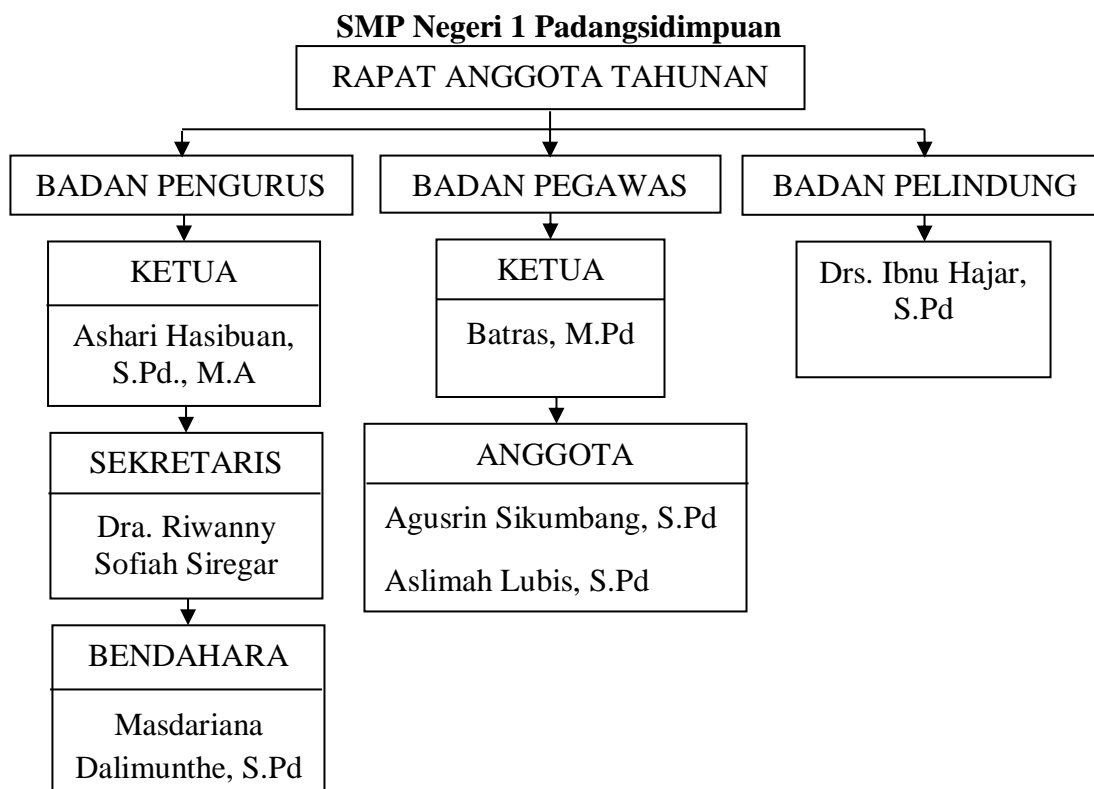 SMP Negeri 1 Padangsidimpuan
RAPAT ANGGOTA TAHUNAN
BADAN PENGURUS
BADAN PEGAWAS
BADAN PELINDUNG
KETUA
Ashari Hasibuan,
S.Pd., M.A
KETUA
Batras, M.Pd
Drs. Ibnu Hajar,
S.Pd
SEKRETARIS
Dra. Riwanny
Sofiah Siregar
ANGGOTA
Agusrin Sikumbang, S.Pd
Aslimah Lubis, S.Pd
BENDAHARA
Masdariana
Dalimunthe, S.Pd